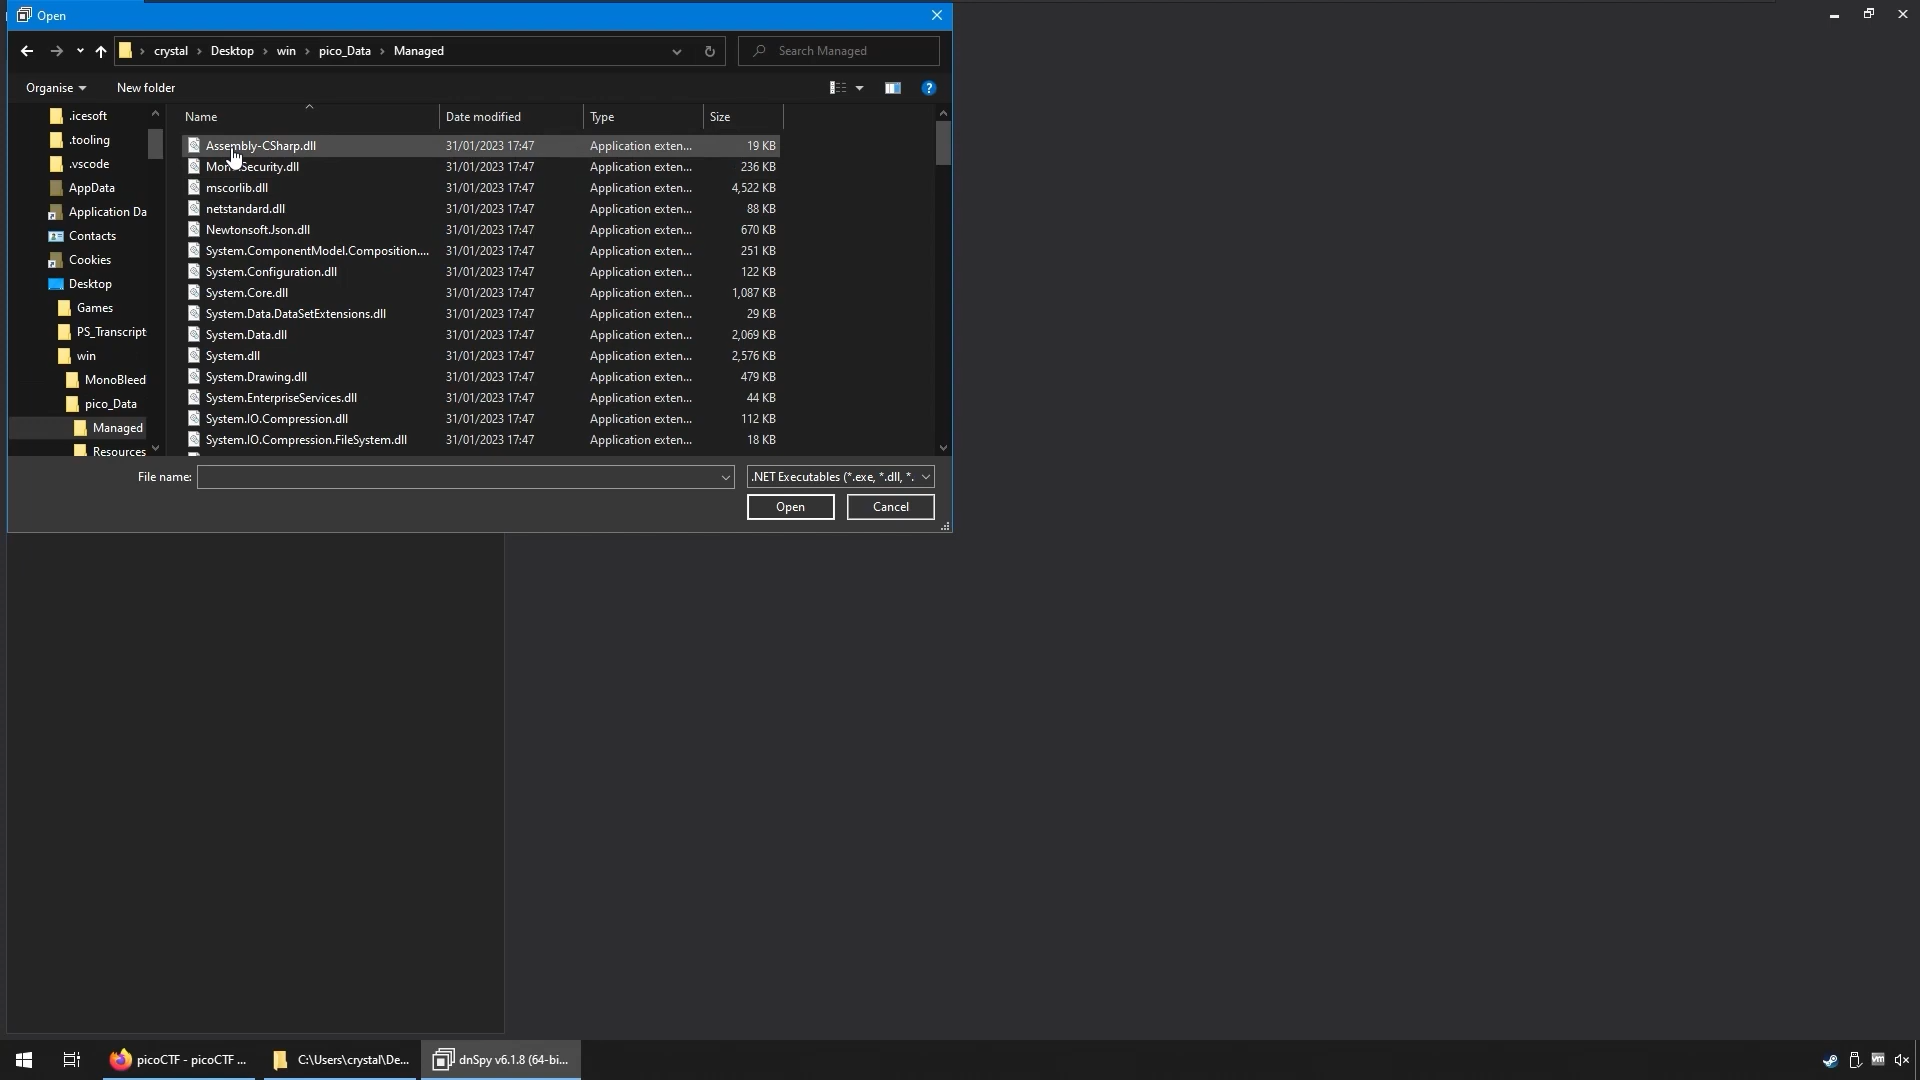 Open
crystal › Desktop › win › pico_Data › Managed
Search Managed
Organise
New folder
.icesoft
.tooling
.vscode
AppData
Application Da
Contacts
Cookies
Desktop
Games
PS_Transcript
win
MonoBleed
pico_Data
Managed
Resources
Name Date modified Type Size
Assembly-CSharp.dll 31/01/2023 17:47 Application exten... 19 KB
Mono.Security.dll 31/01/2023 17:47 Application exten... 236 KB
mscorlib.dll 31/01/2023 17:47 Application exten... 4,522 KB
netstandard.dll 31/01/2023 17:47 Application exten... 88 KB
Newtonsoft.Json.dll 31/01/2023 17:47 Application exten... 670 KB
System.ComponentModel.Composition.... 31/01/2023 17:47 Application exten... 251 KB
System.Configuration.dll 31/01/2023 17:47 Application exten... 122 KB
System.Core.dll 31/01/2023 17:47 Application exten... 1,087 KB
System.Data.DataSetExtensions.dll 31/01/2023 17:47 Application exten... 29 KB
System.Data.dll 31/01/2023 17:47 Application exten... 2,069 KB
System.dll 31/01/2023 17:47 Application exten... 2,576 KB
System.Drawing.dll 31/01/2023 17:47 Application exten... 479 KB
System.EnterpriseServices.dll 31/01/2023 17:47 Application exten... 44 KB
System.IO.Compression.dll 31/01/2023 17:47 Application exten... 112 KB
System.IO.Compression.FileSystem.dll 31/01/2023 17:47 Application exten... 18 KB
File name:
.NET Executables (*.exe, *.dll, *.
Open
Cancel
picoCTF - picoCTF ...
C:\Users\crystal\De...
dnSpy v6.1.8 (64-bi...
vm